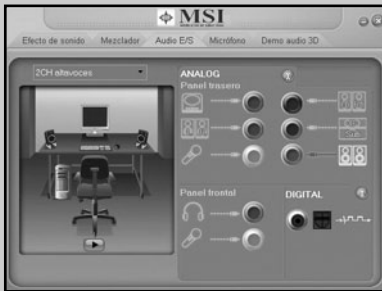 MSI
Efecto de sonido
Mezclador
Audio E/S
Micrófono
Demo audio 3D
2CH altavoces
ANALOG
Panel trasero
Panel frontal
DIGITAL